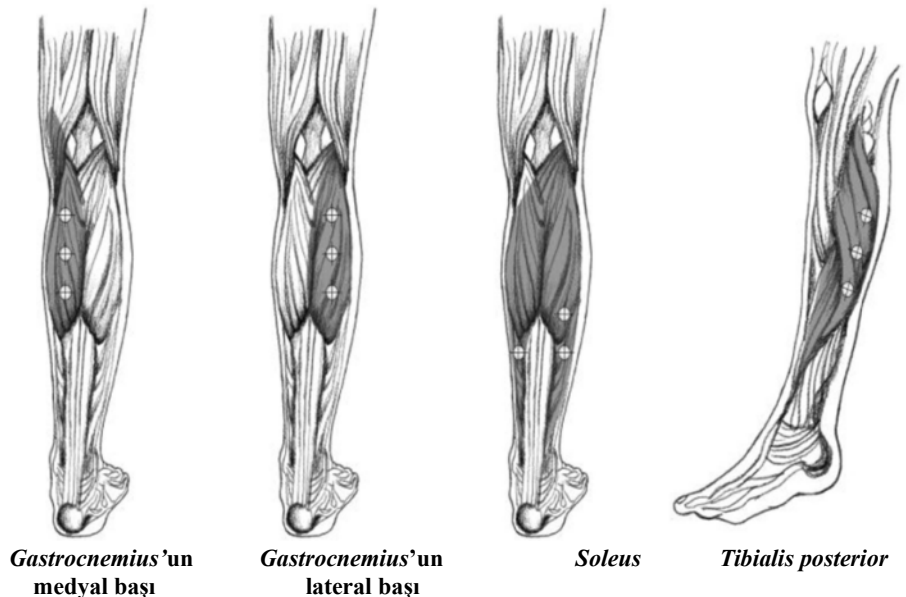 Gastrocnemius’un medyal başı
Gastrocnemius’un lateral başı
Soleus
Tibialis posterior